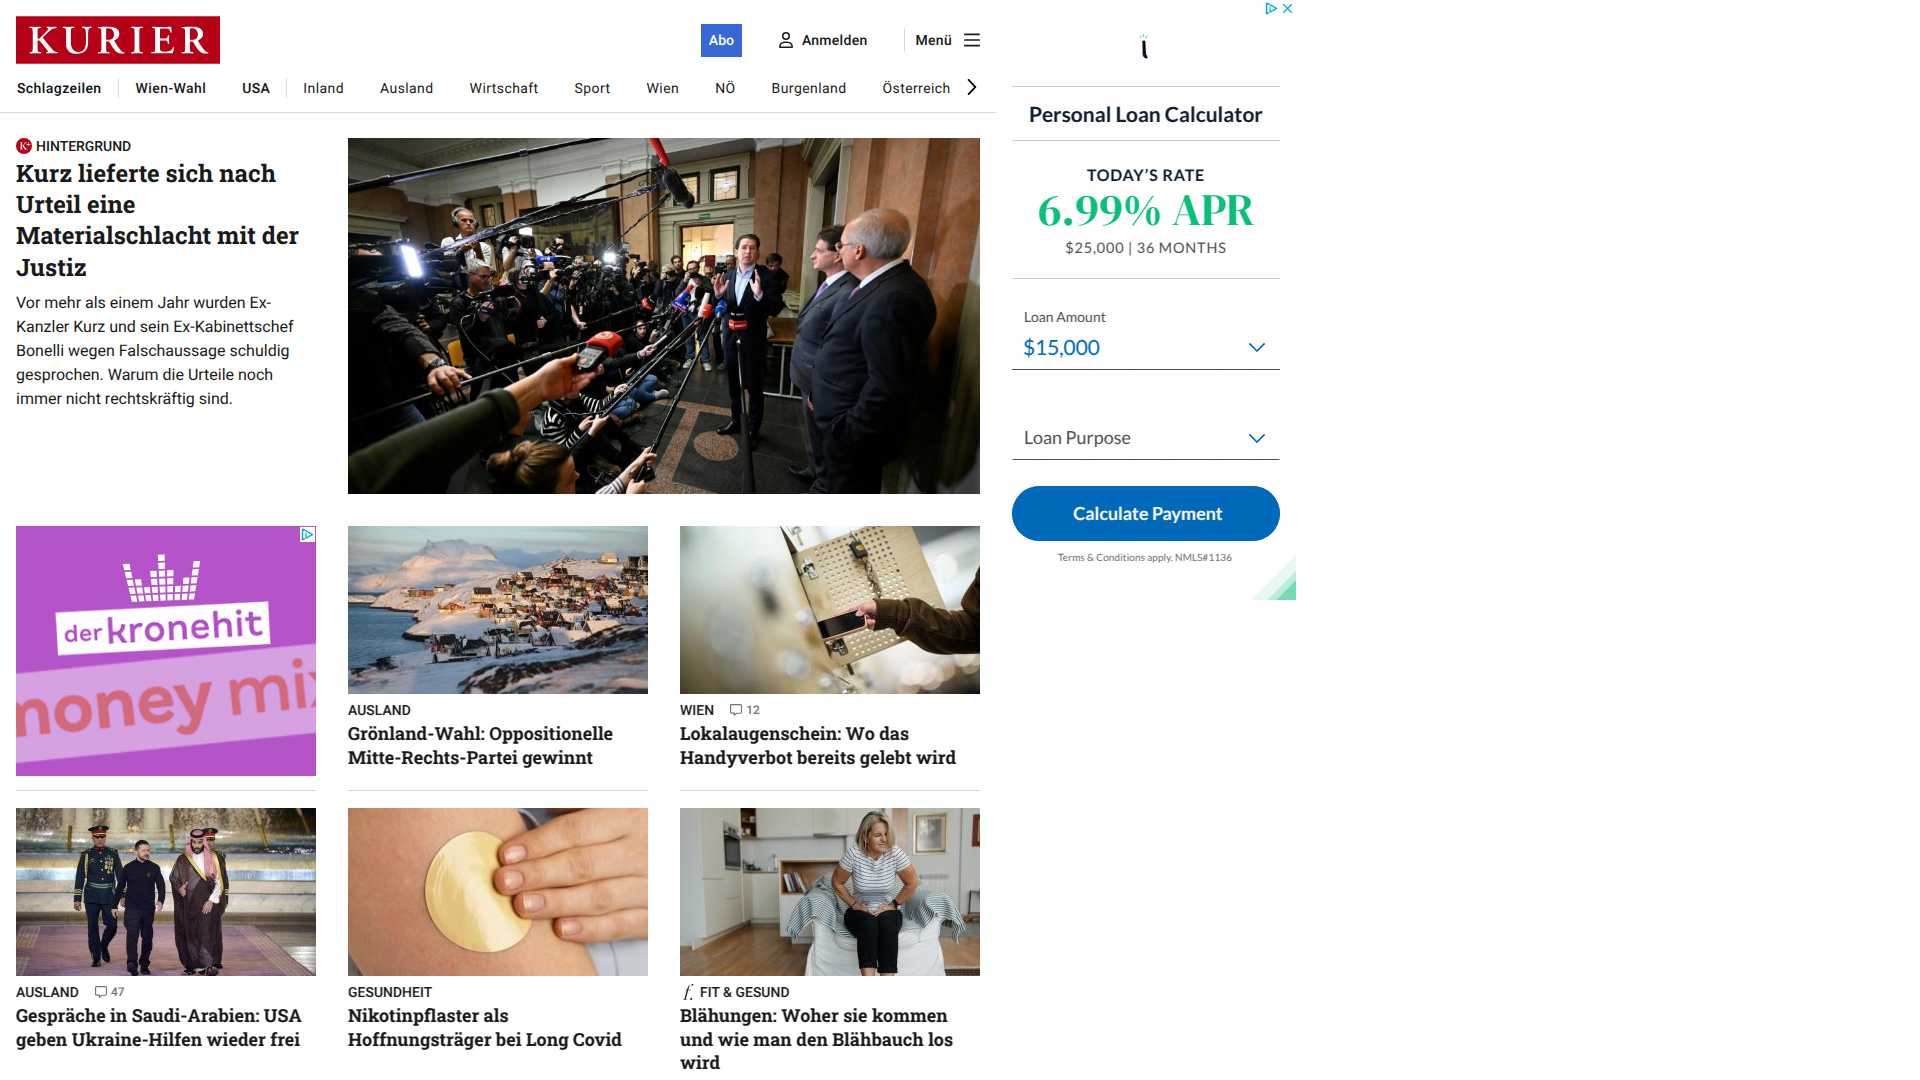 KURIER
Abo
Anmelden
Menü
Schlagzeilen
Wien-Wahl
USA
Inland
Ausland
Wirtschaft
Sport
Wien
NÖ
Burgenland
Österreich
K+ HINTERGRUND
Kurz lieferte sich nach
Urteil eine
Materialschlacht mit der
Justiz
Vor mehr als einem Jahr wurden Ex-
Kanzler Kurz und sein Ex-Kabinettschef
Bonelli wegen Falschaussage schuldig
gesprochen. Warum die Urteile noch
immer nicht rechtskräftig sind.
der kronehit
money mix
AUSLAND
Grönland-Wahl: Oppositionelle
Mitte-Rechts-Partei gewinnt
WIEN 12
Lokalaugenschein: Wo das
Handyverbot bereits gelebt wird
AUSLAND 47
Gespräche in Saudi-Arabien: USA
geben Ukraine-Hilfen wieder frei
GESUNDHEIT
Nikotinpflaster als
Hoffnungsträger bei Long Covid
f. FIT & GESUND
Blähungen: Woher sie kommen
und wie man den Blähbauch los
wird
Personal Loan Calculator
TODAY'S RATE
6.99% APR
$25,000 | 36 MONTHS
Loan Amount
$15,000
Loan Purpose
Calculate Payment
Terms & Conditions apply. NMLS#1136